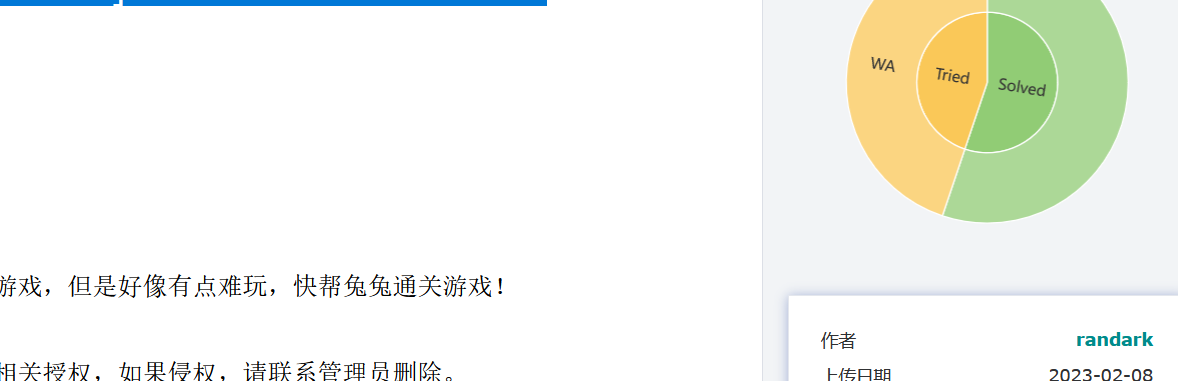 WA
Tried
Solved
游戏，但是好像有点难玩，快帮兔兔通关游戏！
作者 randark
相关授权，如果侵权，请联系管理员删除。
上传日期 2023-02-08